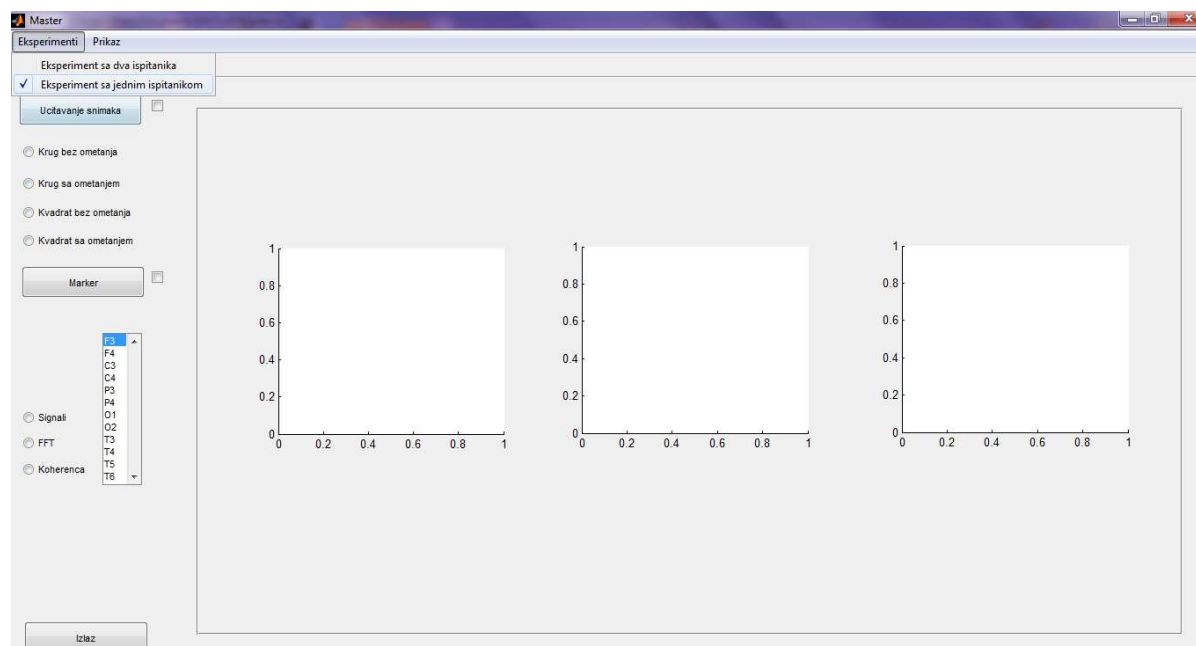 Master
Eksperimenti Prikaz
Eksperiment sa dva ispitanika
Eksperiment sa jednim ispitanikom
Ucitavanje snimaka
Krug bez ometanja
Krug sa ometanjem
Kvadrat bez ometanja
Kvadrat sa ometanjem
Marker
F3
F4
C3
C4
P3
P4
O1
O2
T3
T4
T5
T6
Signali
FFT
Koherenca
Izlaz
1
0.8
0.6
0.4
0.2
0
0 0.2 0.4 0.6 0.8 1
1
0.8
0.6
0.4
0.2
0
0 0.2 0.4 0.6 0.8 1
1
0.8
0.6
0.4
0.2
0
0 0.2 0.4 0.6 0.8 1